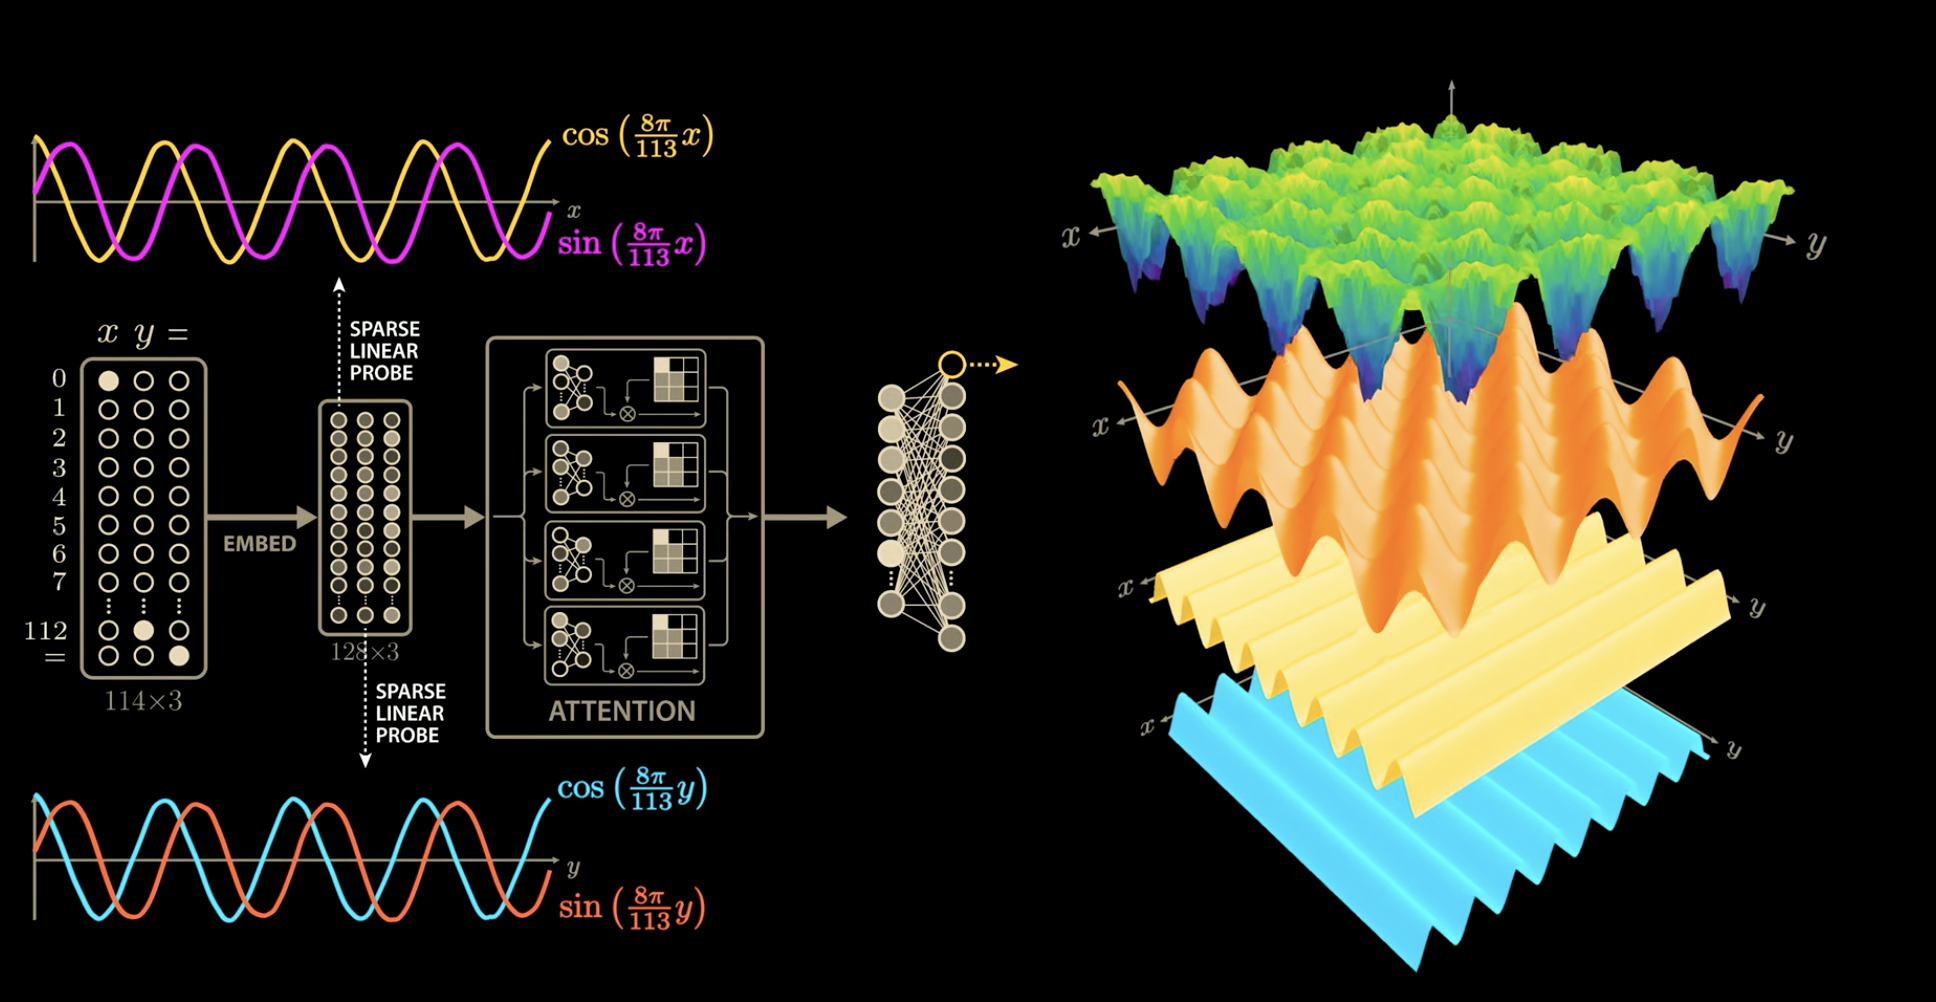 cos (8π/113 x)
x
sin (8π/113 x)
x y =
0
1
2
3
4
5
6
7
112
=
114×3
EMBED
SPARSE
LINEAR
PROBE
128×3
SPARSE
LINEAR
PROBE
ATTENTION
cos (8π/113 y)
y
sin (8π/113 y)
x
y
x
y
x
y
x
y